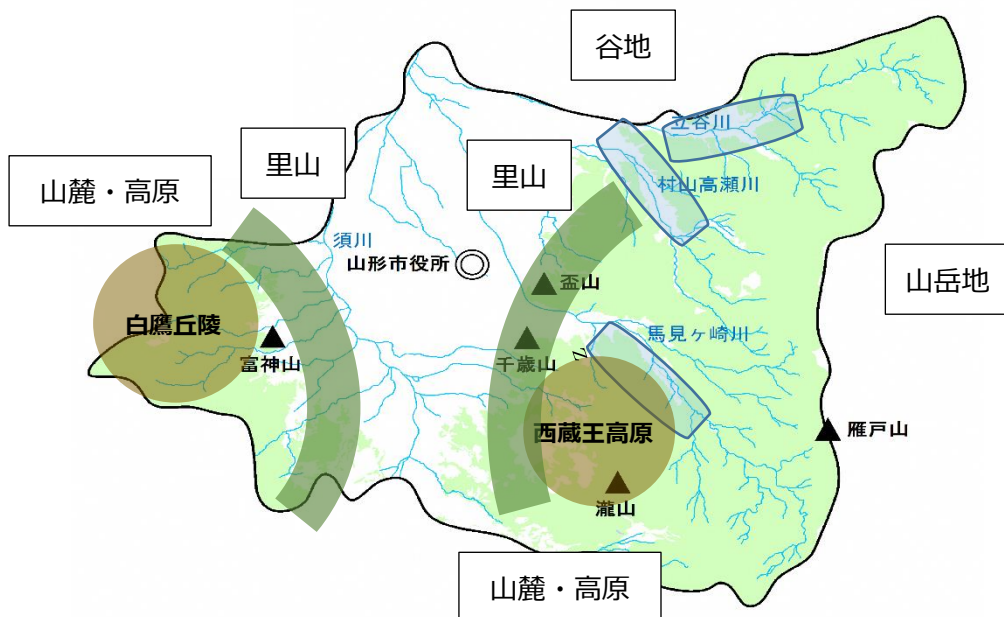 谷地
立谷川
里山
里山
山麓・高原
村山高瀬川
須川
山形市役所
盃山
山岳地
白鷹丘陵
富神山
馬見ヶ崎川
千歳山
西蔵王高原
雁戸山
瀧山
山麓・高原